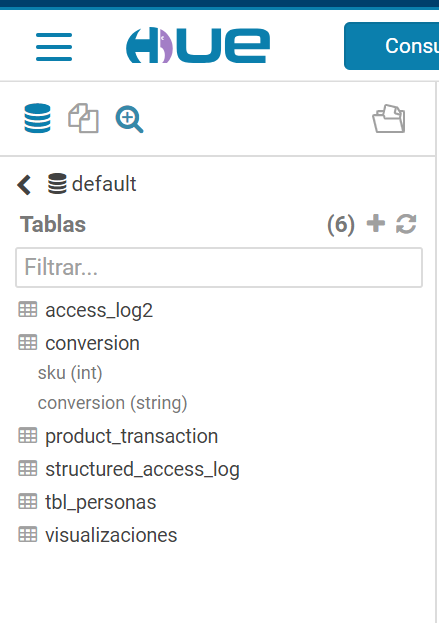 HUE
Consu
default
Tablas (6)
Filtrar...
access_log2
conversion
sku (int)
conversion (string)
product_transaction
structured_access_log
tbl_personas
visualizaciones